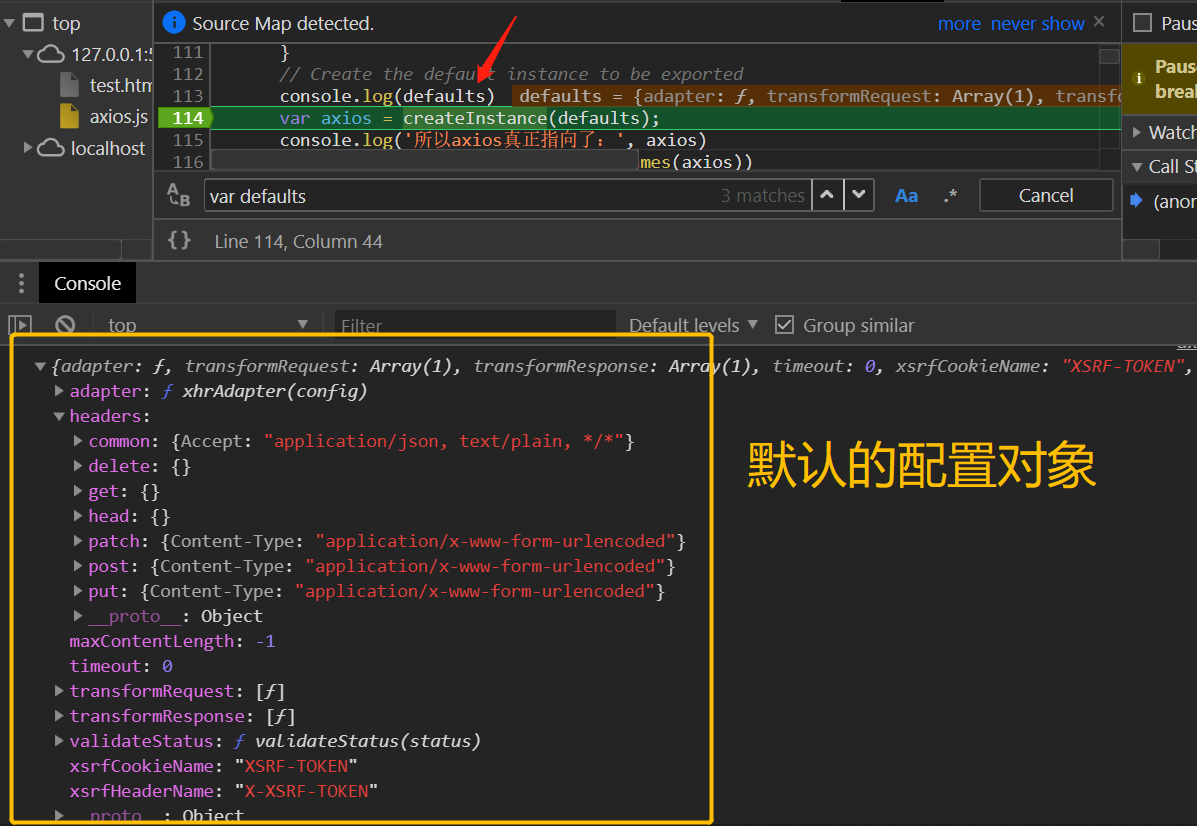 top
127.0.0.1:5
test.htm
axios.js
localhost
Source Map detected.
more never show ×
111 }
112 // Create the default instance to be exported
113 console.log(defaults) defaults = {adapter: ƒ, transformRequest: Array(1), transfo
114 var axios = createInstance(defaults);
115 console.log('所以axios真正指向了：', axios)
116 mes(axios))
var defaults 3 matches Aa .* Cancel
{} Line 114, Column 44
Paus
i Pause
breal
Watch
Call St
(anor
Console
top Filter Default levels Group similar
{adapter: ƒ, transformRequest: Array(1), transformResponse: Array(1), timeout: 0, xsrfCookieName: "XSRF-TOKEN",
adapter: ƒ xhrAdapter(config)
headers:
common: {Accept: "application/json, text/plain, */*"}
delete: {}
get: {}
head: {}
patch: {Content-Type: "application/x-www-form-urlencoded"}
post: {Content-Type: "application/x-www-form-urlencoded"}
put: {Content-Type: "application/x-www-form-urlencoded"}
__proto__: Object
maxContentLength: -1
timeout: 0
transformRequest: [ƒ]
transformResponse: [ƒ]
validateStatus: ƒ validateStatus(status)
xsrfCookieName: "XSRF-TOKEN"
xsrfHeaderName: "X-XSRF-TOKEN"
__proto__: Object
默认的配置对象